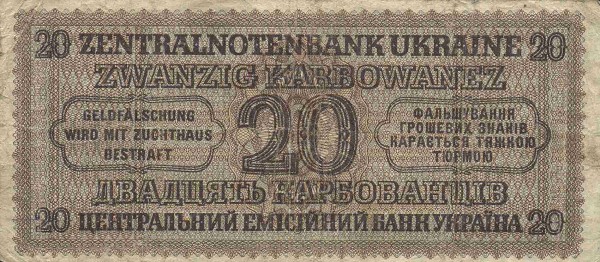 20 ZENTRALNOTENBANK UKRAINE 20
ZWANZIG KARBOWANEZ
GELDFÄLSCHUNG
WIRD MIT ZUCHTHAUS
BESTRAFT
20
ФАЛЬШУВАННЯ
ГРОШЕВИХ ЗНАКІВ
КАРАЄТЬСЯ ТЯЖКОЮ
ТЮРМОЮ
ДВАДЦЯТЬ КАРБОВАНЦІВ
20 ЦЕНТРАЛЬНИЙ ЕМІСІЙНИЙ БАНК УКРАЇНА 20